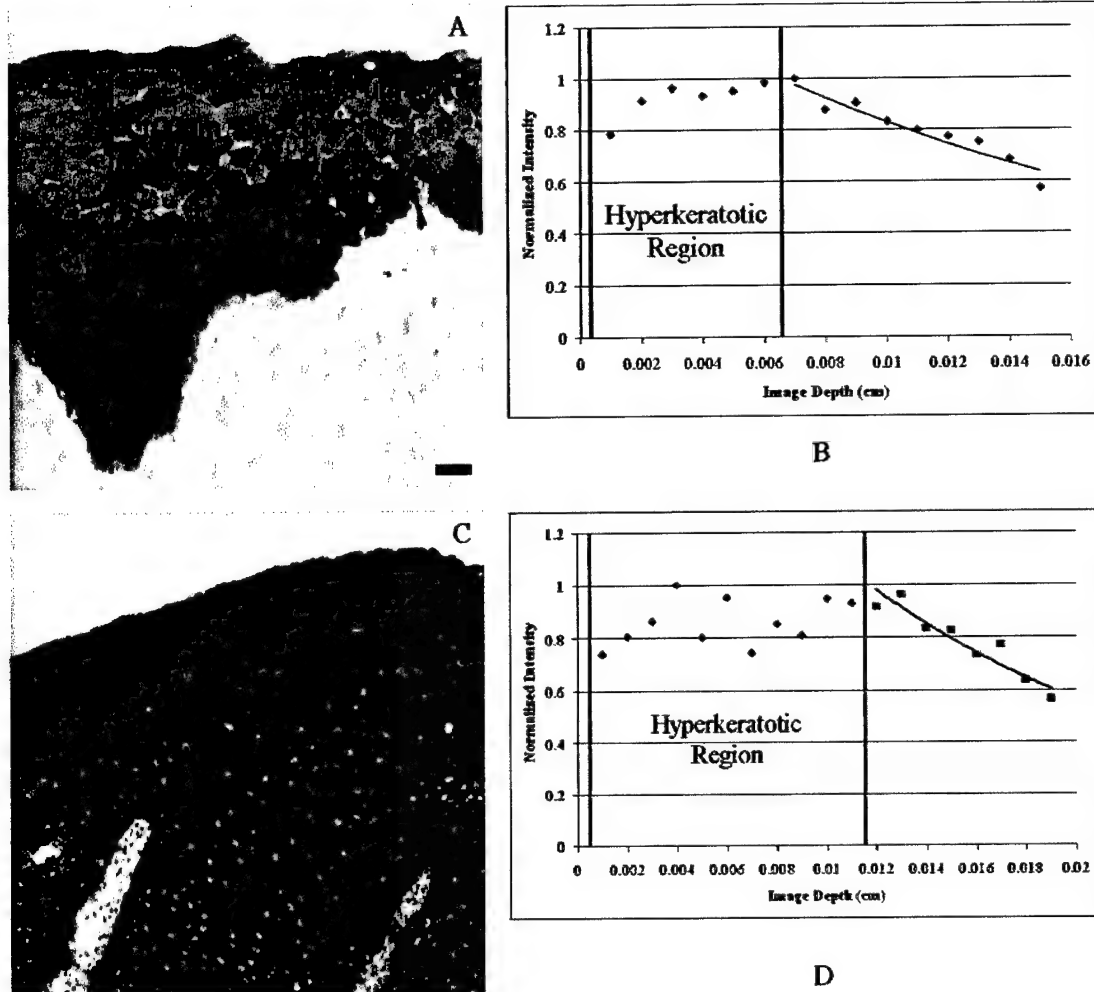 A
1.2
1
0.8
0.6
0.4
0.2
0
Normalized Intensity
Hyperkeratotic
Region
0 0.002 0.004 0.006 0.008 0.01 0.012 0.014 0.016
Image Depth (cm)
B
C
1.2
1
0.8
0.6
0.4
0.2
0
Normalized Intensity
Hyperkeratotic
Region
0 0.002 0.004 0.006 0.008 0.01 0.012 0.014 0.016 0.018 0.02
Image Depth (cm)
D